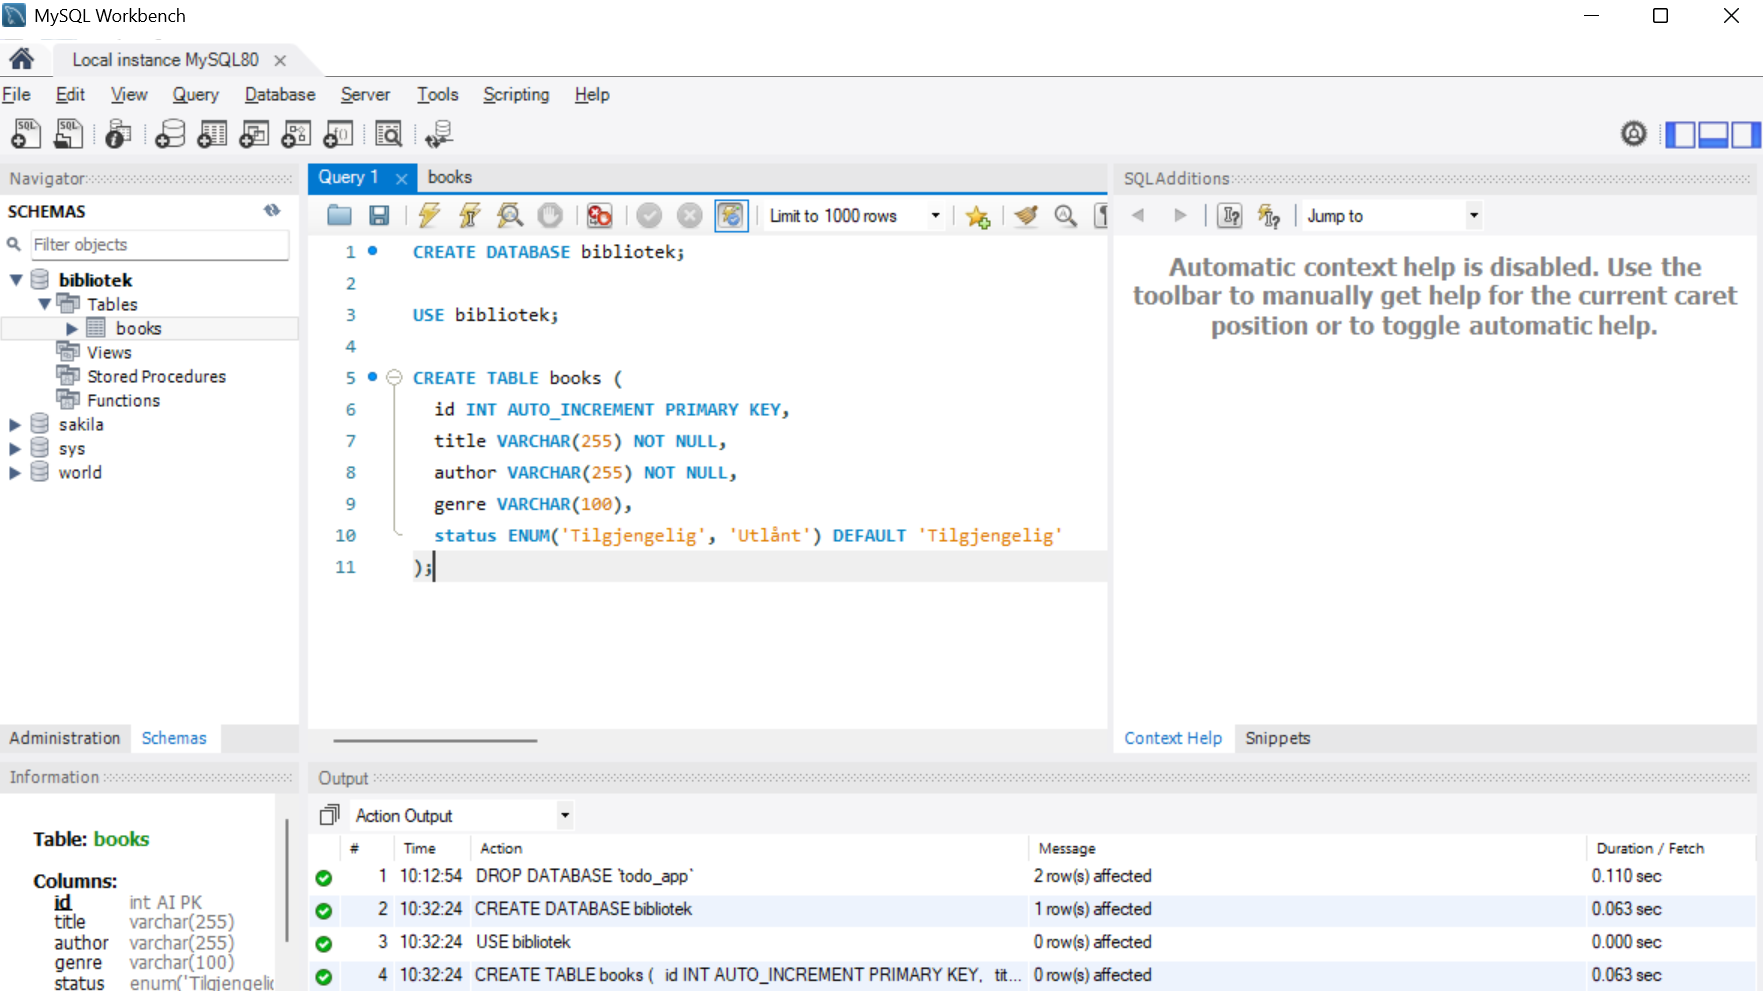 MySQL Workbench
Local instance MySQL80
File Edit View Query Database Server Tools Scripting Help
Navigator
SCHEMAS
Filter objects
bibliotek
Tables
books
Views
Stored Procedures
Functions
sakila
sys
world
Administration Schemas
Query 1 books
Limit to 1000 rows
1 CREATE DATABASE bibliotek;
2
3 USE bibliotek;
4
5 CREATE TABLE books (
6 id INT AUTO_INCREMENT PRIMARY KEY,
7 title VARCHAR(255) NOT NULL,
8 author VARCHAR(255) NOT NULL,
9 genre VARCHAR(100),
10 status ENUM('Tilgjengelig', 'Utlånt') DEFAULT 'Tilgjengelig'
11 );
SQLAdditions
Jump to
Automatic context help is disabled. Use the
toolbar to manually get help for the current caret
position or to toggle automatic help.
Context Help Snippets
Information
Table: books
Columns:
id int AI PK
title varchar(255)
author varchar(255)
genre varchar(100)
status enum('Tilgjengelig
Output
Action Output
# Time Action Message Duration / Fetch
1 10:12:54 DROP DATABASE `todo_app` 2 row(s) affected 0.110 sec
2 10:32:24 CREATE DATABASE bibliotek 1 row(s) affected 0.063 sec
3 10:32:24 USE bibliotek 0 row(s) affected 0.000 sec
4 10:32:24 CREATE TABLE books ( id INT AUTO_INCREMENT PRIMARY KEY, tit... 0 row(s) affected 0.063 sec